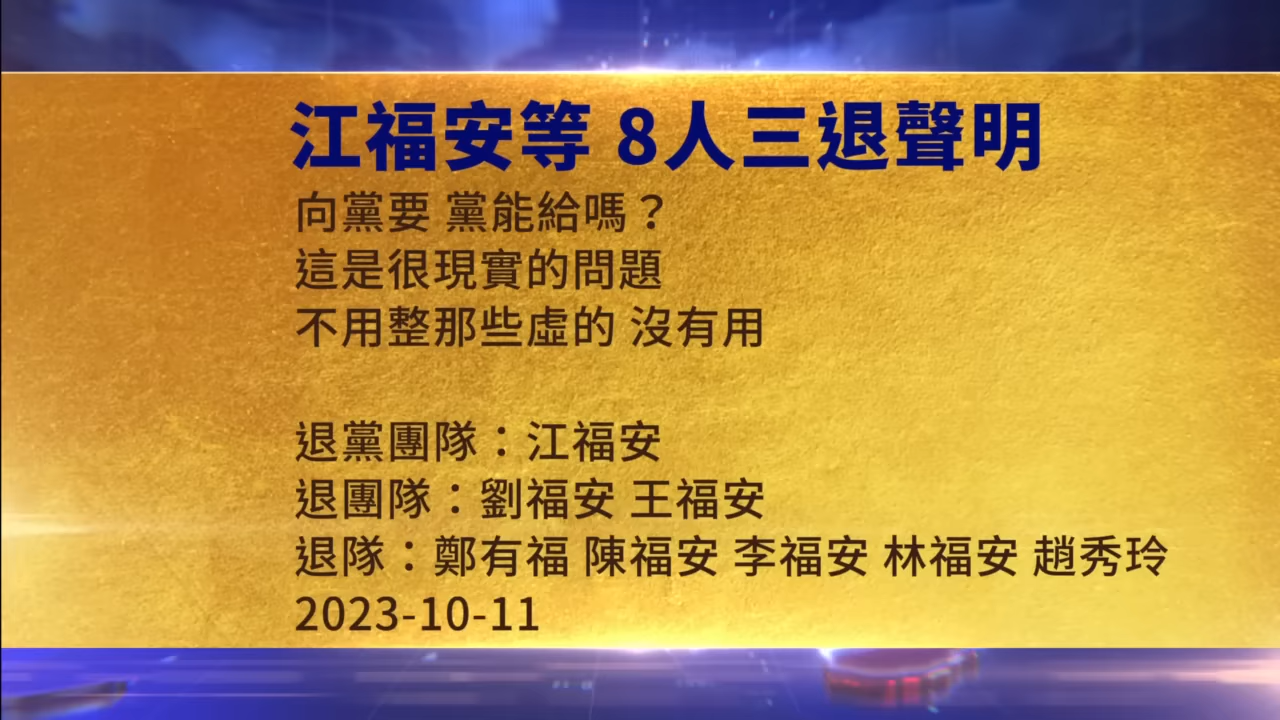 江福安等 8人三退聲明
向黨要 黨能給嗎？
這是很現實的問題
不用整那些虛的 沒有用
退黨團隊：江福安
退團隊：劉福安 王福安
退隊：鄭有福 陳福安 李福安 林福安 趙秀玲
2023-10-11